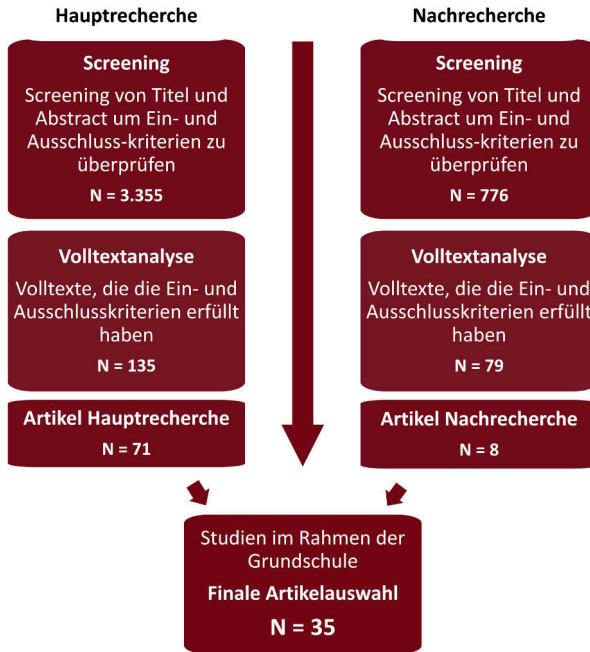 Hauptrecherche
Screening
Screening von Titel und
Abstract um Ein- und
Ausschluss-kriterien zu
überprüfen
N = 3.355
Volltextanalyse
Volltexte, die die Ein- und
Ausschlusskriterien erfüllt
haben
N = 135
Artikel Hauptrecherche
N = 71
Nachrecherche
Screening
Screening von Titel und
Abstract um Ein- und
Ausschluss-kriterien zu
überprüfen
N = 776
Volltextanalyse
Volltexte, die die Ein- und
Ausschlusskriterien erfüllt
haben
N = 79
Artikel Nachrecherche
N = 8
Studien im Rahmen der
Grundschule
Finale Artikelauswahl
N = 35